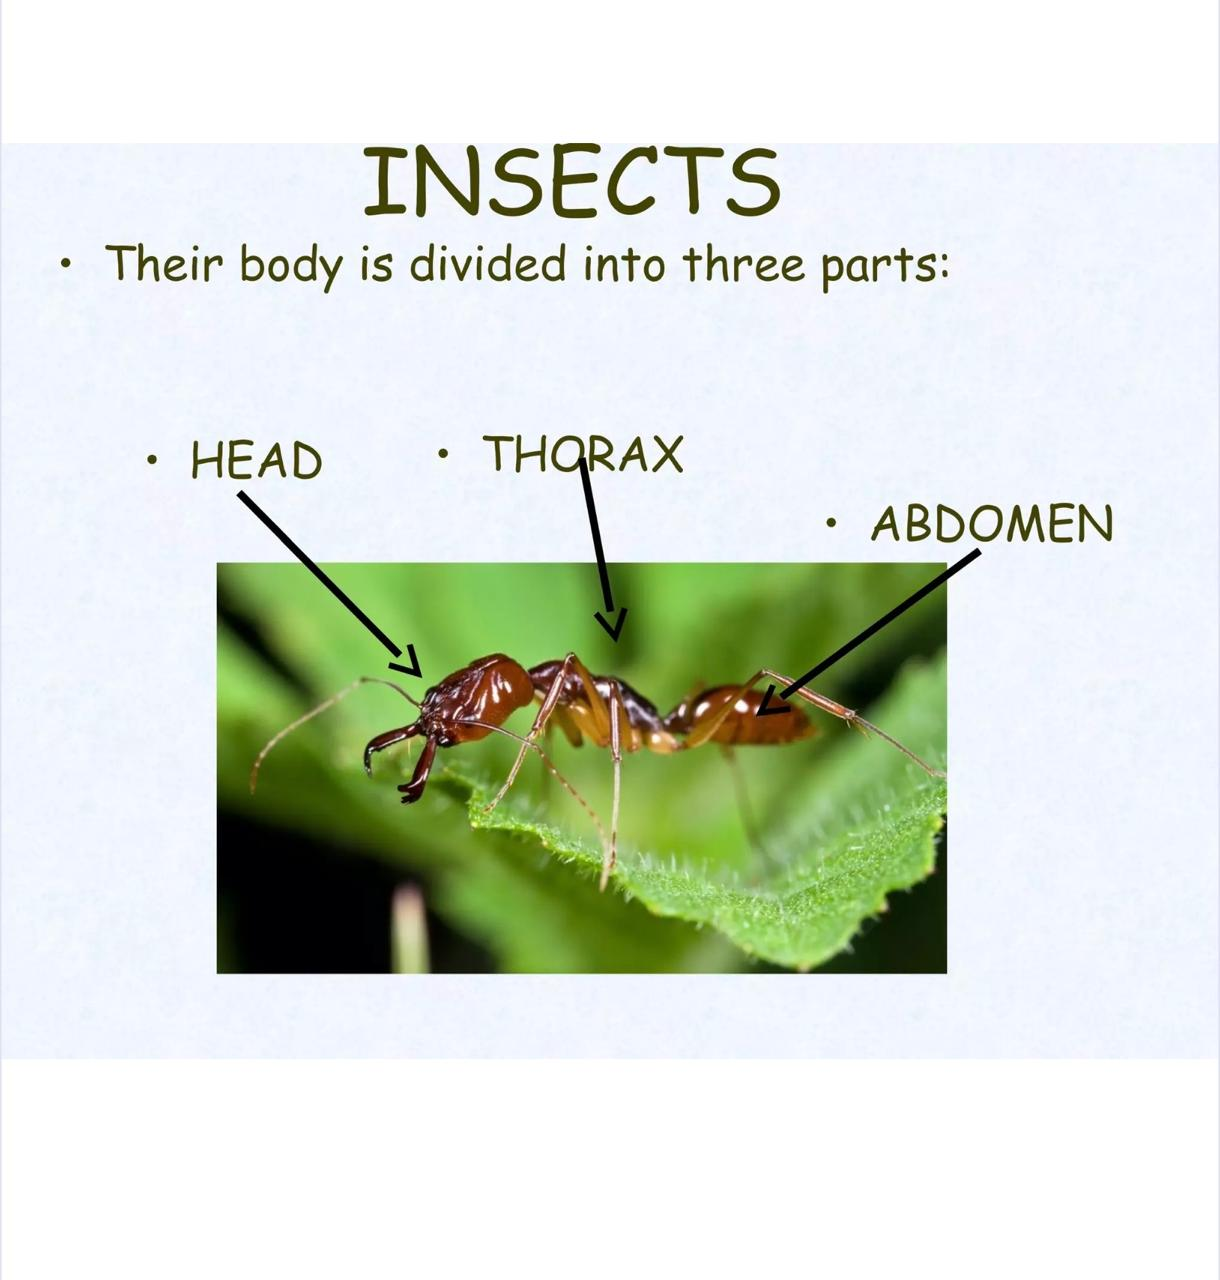 INSECTS
• Their body is divided into three parts:
• HEAD
• THORAX
• ABDOMEN